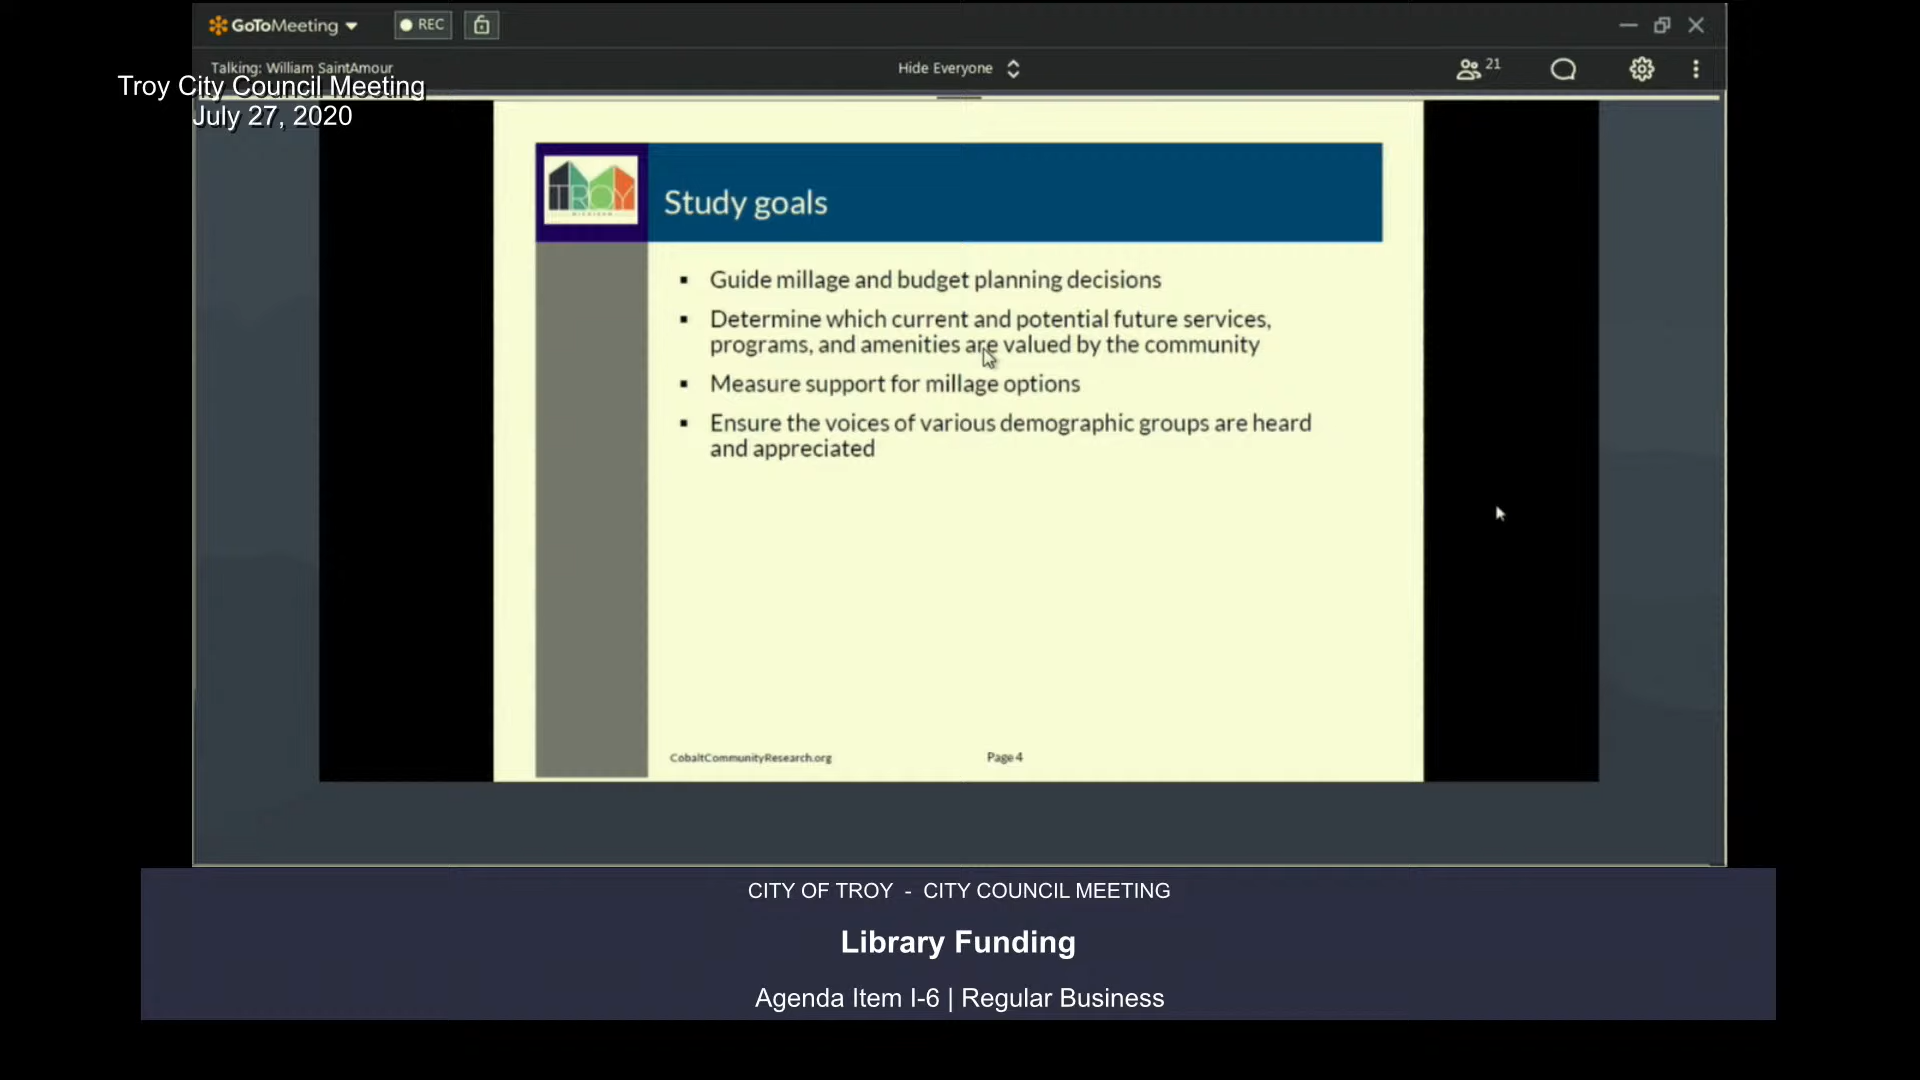 GoToMeeting
REC
Talking: William SaintAmour
Hide Everyone
21
Troy City Council Meeting
July 27, 2020
TROY
Study goals
▪ Guide millage and budget planning decisions
▪ Determine which current and potential future services,
programs, and amenities are valued by the community
▪ Measure support for millage options
▪ Ensure the voices of various demographic groups are heard
and appreciated
CobaltCommunityResearch.org
Page 4
CITY OF TROY - CITY COUNCIL MEETING
Library Funding
Agenda Item I-6 | Regular Business